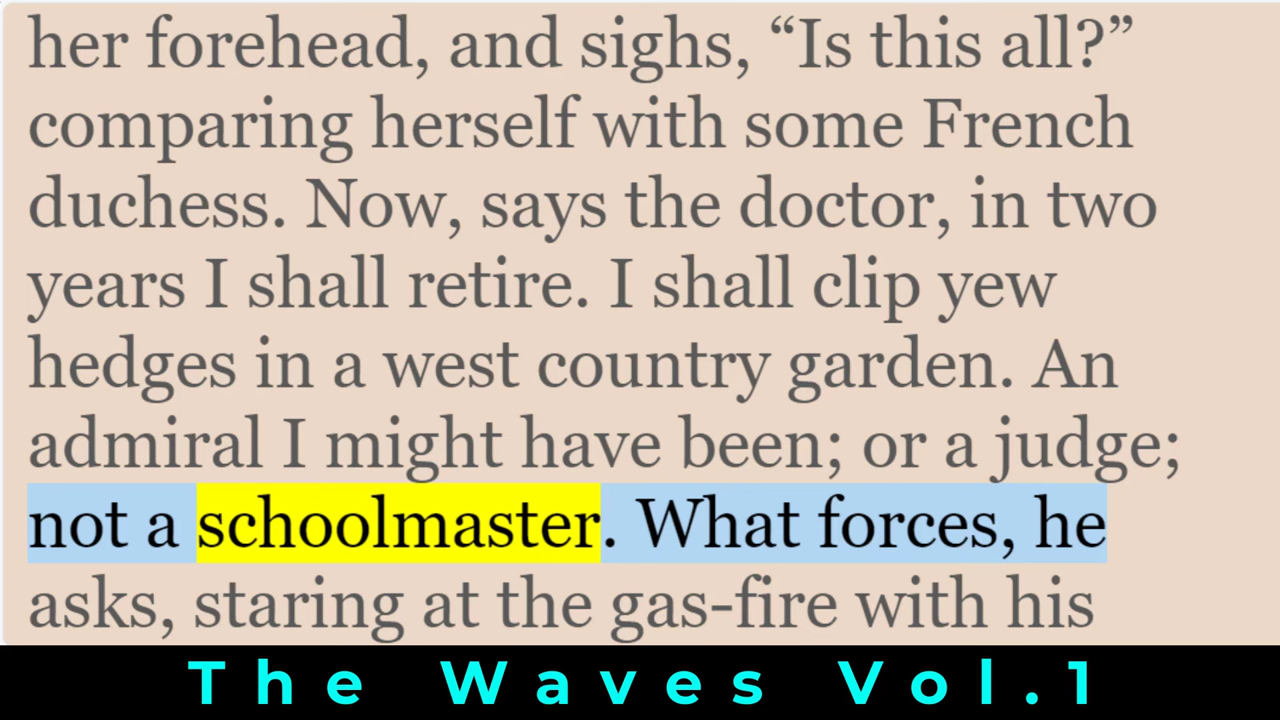 her forehead, and sighs, “Is this all?”
comparing herself with some French
duchess. Now, says the doctor, in two
years I shall retire. I shall clip yew
hedges in a west country garden. An
admiral I might have been; or a judge;
not a schoolmaster. What forces, he
asks, staring at the gas-fire with his
The Waves Vol.1